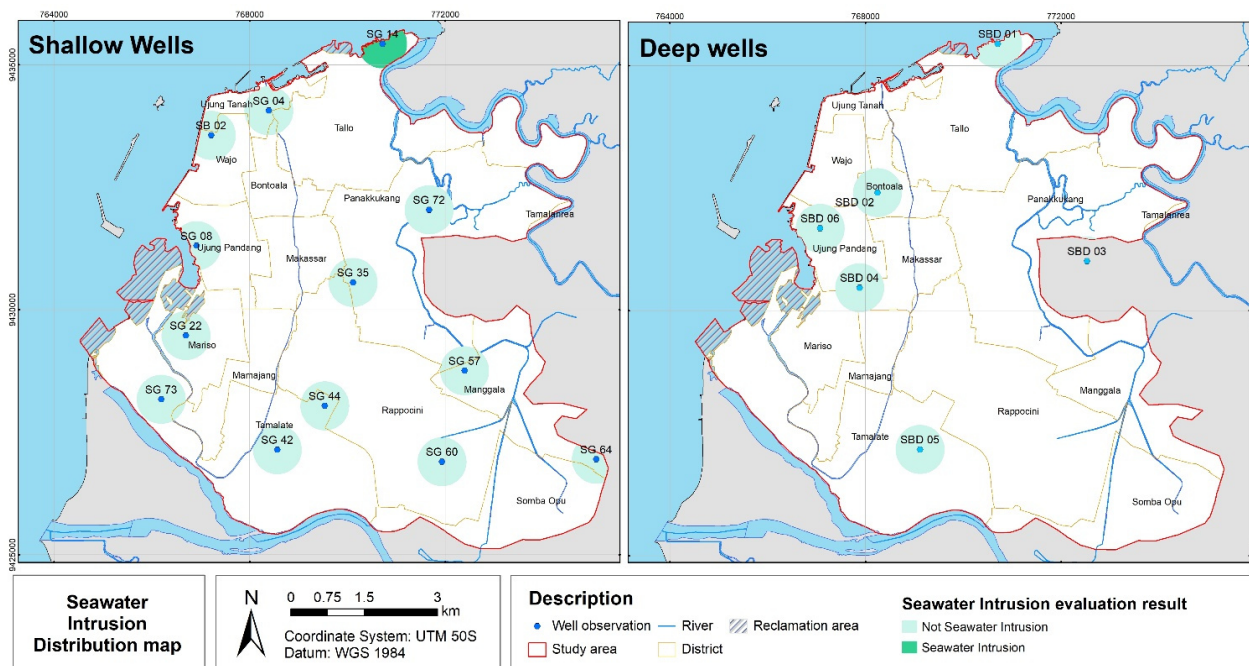 764000 768000 772000
764000 768000 772000
Shallow Wells
SG 14
9435000
Ujung Tanah
SG 04
Tallo
SB 02
Wajo
Bontoala
Panakkukang
SG 72
Tamalanrea
SG 08
Ujung Pandang
Makassar
SG 35
9430000
SG 22
Mariso
SG 57
Mamajang
Manggala
SG 73
SG 44
Rappocini
Tamalate
SG 42
SG 60
SG 64
Somba Opu
9425000
Deep wells
SBD 01
Ujung Tanah
Tallo
Wajo
Bontoala
SBD 02
Panakkukang
SBD 06
Tamalanrea
Ujung Pandang
Makassar
SBD 03
SBD 04
Mariso
Mamajang
Manggala
Rappocini
Tamalate
SBD 05
Somba Opu
Seawater
Intrusion
Distribution map
N
0 0.75 1.5 3
km
Coordinate System: UTM 50S
Datum: WGS 1984
Description
Well observation
River
Reclamation area
Study area
District
Seawater Intrusion evaluation result
Not Seawater Intrusion
Seawater Intrusion